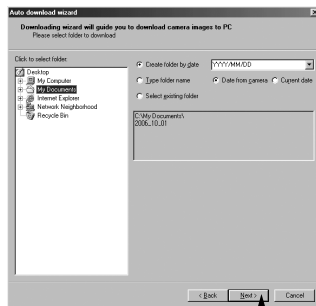 Auto download wizard
Downloading wizard will guide you to download camera images to PC
Please select folder to download
Click to select folder.
Desktop
My Computer
My Documents
Internet Explorer
Network Neighborhood
Recycle Bin
Create folder by date
YYYY/MM/DD
Type folder name
Date from camera
Current date
Select existing folder
C:\My Documents\
2006_10_01
< Back
Next >
Cancel